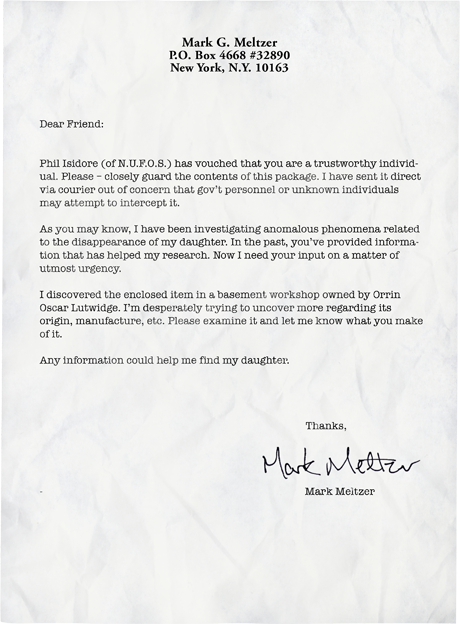 Mark G. Meltzer
P.O. Box 4668 #32890
New York, N.Y. 10163
Dear Friend:
Phil Isidore (of N.U.F.O.S.) has vouched that you are a trustworthy individ-
ual. Please – closely guard the contents of this package. I have sent it direct
via courier out of concern that gov't personnel or unknown individuals
may attempt to intercept it.
As you may know, I have been investigating anomalous phenomena related
to the disappearance of my daughter. In the past, you've provided informa-
tion that has helped my research. Now I need your input on a matter of
utmost urgency.
I discovered the enclosed item in a basement workshop owned by Orrin
Oscar Lutwidge. I'm desperately trying to uncover more regarding its
origin, manufacture, etc. Please examine it and let me know what you make
of it.
Any information could help me find my daughter.
Thanks,
Mark Meltzer
Mark Meltzer